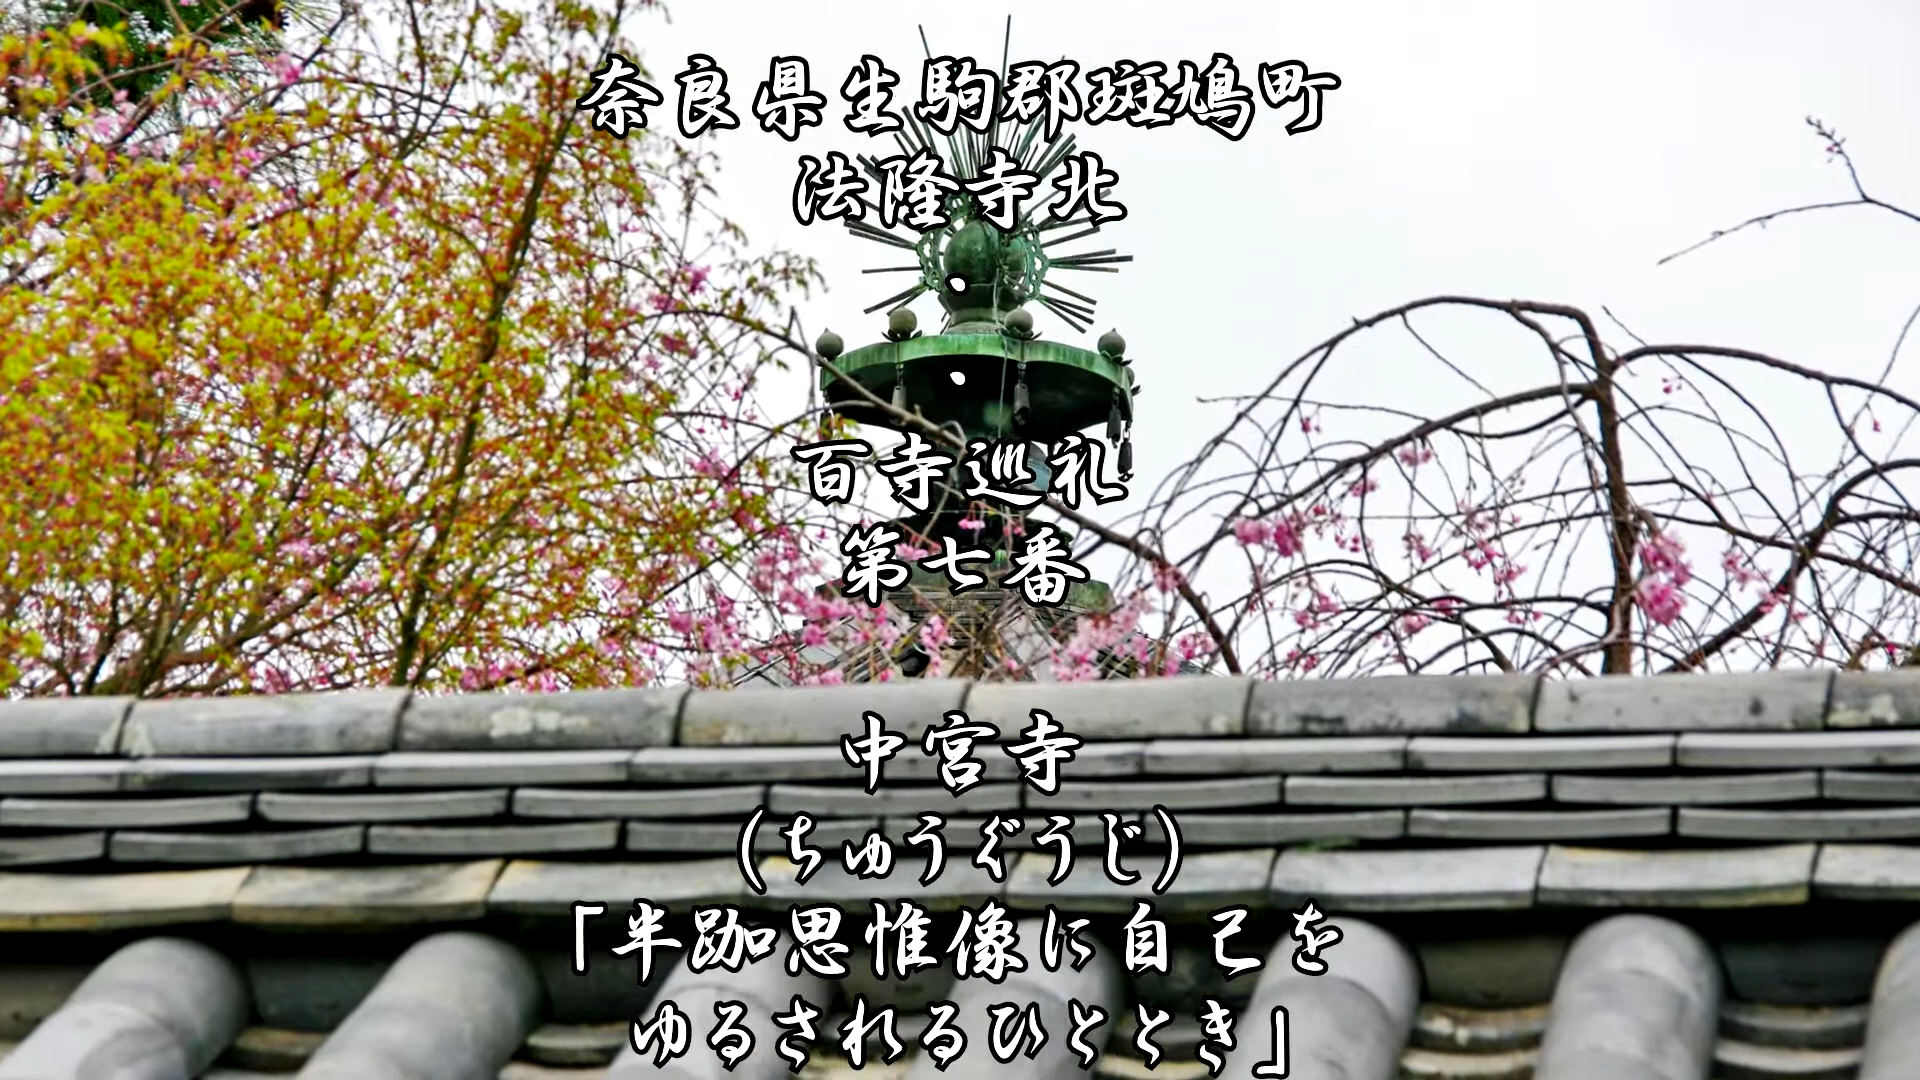 奈良県生駒郡斑鳩町
法隆寺北
・
・
百寺巡礼
第七番
中宮寺
(ちゅうぐうじ)
「半跏思惟像に自己を
ゆるされるひととき」